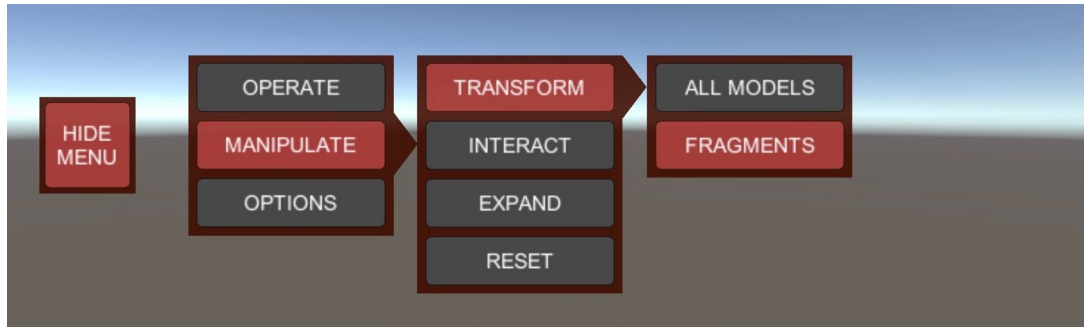 HIDE
MENU
OPERATE
MANIPULATE
OPTIONS
TRANSFORM
INTERACT
EXPAND
RESET
ALL MODELS
FRAGMENTS